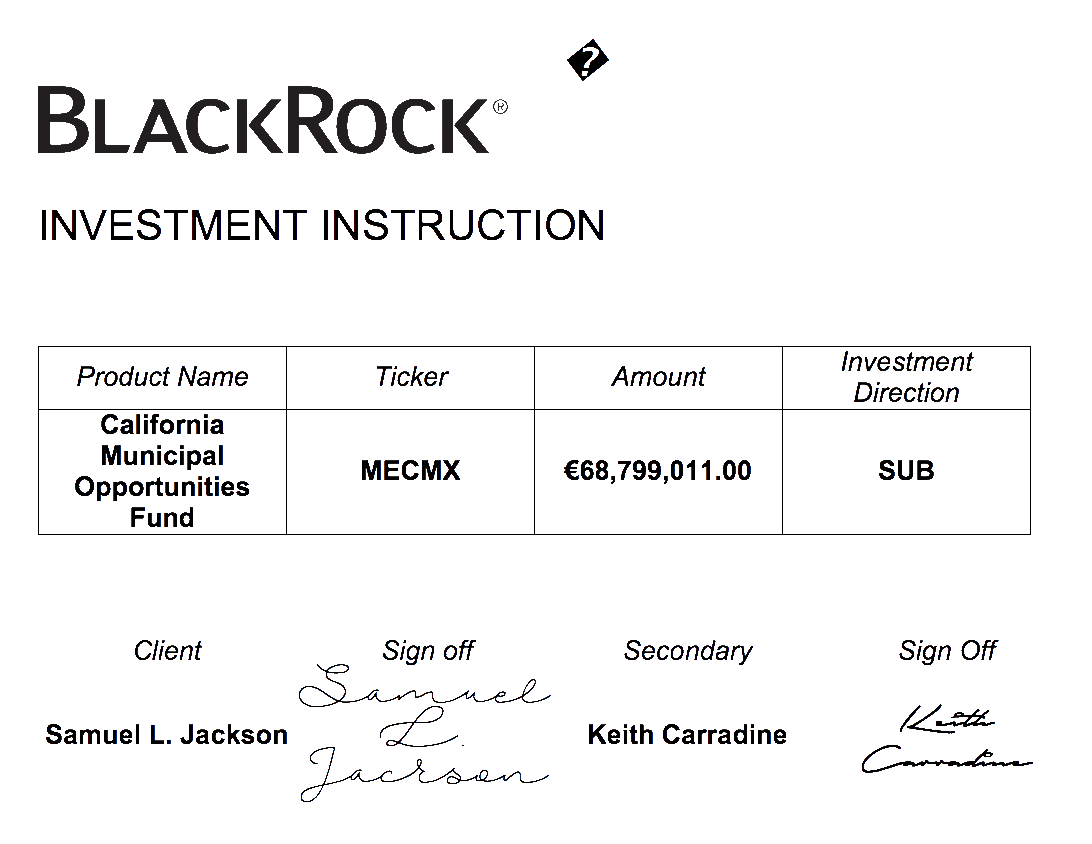 BLACKROCK®
INVESTMENT INSTRUCTION
Product Name Ticker Amount Investment Direction
California Municipal Opportunities Fund MECMX €68,799,011.00 SUB
Client Sign off Secondary Sign Off
Samuel L. Jackson Samuel L. Jackson Keith Carradine Keith Carradine